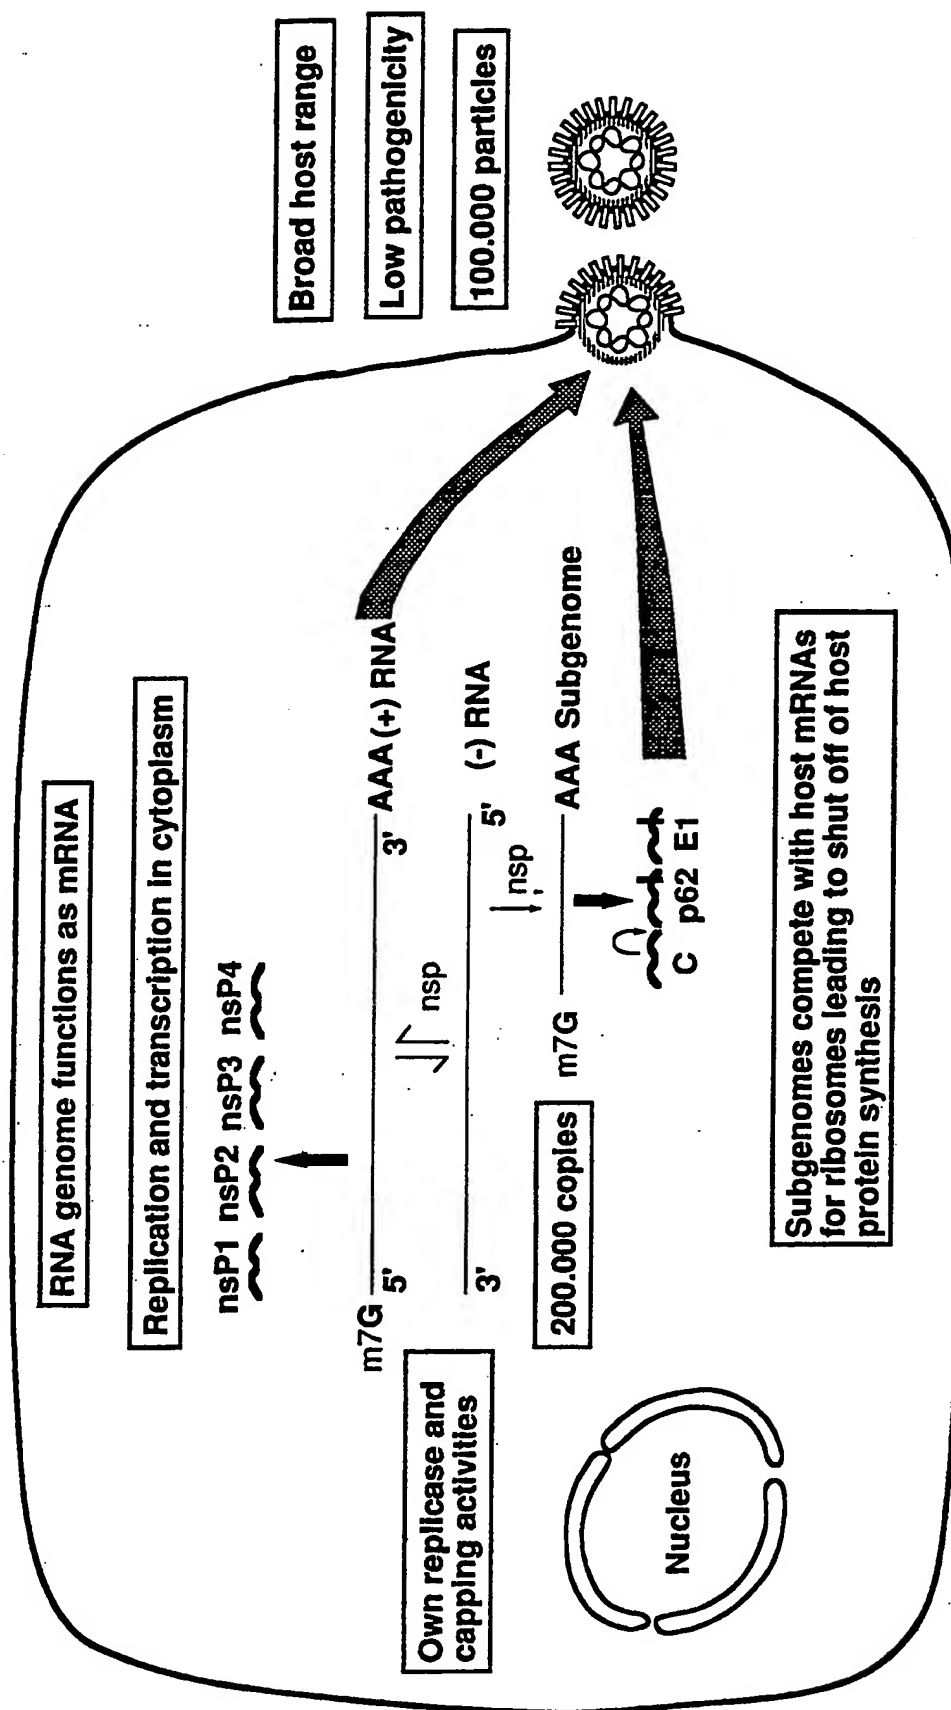 RNA genome functions as mRNA
Replication and transcription in cytoplasm
nsP1 nsP2 nsP3 nsP4
m7G
AAA (+) RNA
5'
3'
nsp
Own replicase and
capping activities
3'
5'
(-) RNA
nsp
200.000 copies
m7G
AAA Subgenome
C p62 E1
Nucleus
Subgenomes compete with host mRNAs
for ribosomes leading to shut off of host
protein synthesis
Broad host range
Low pathogenicity
100.000 particles